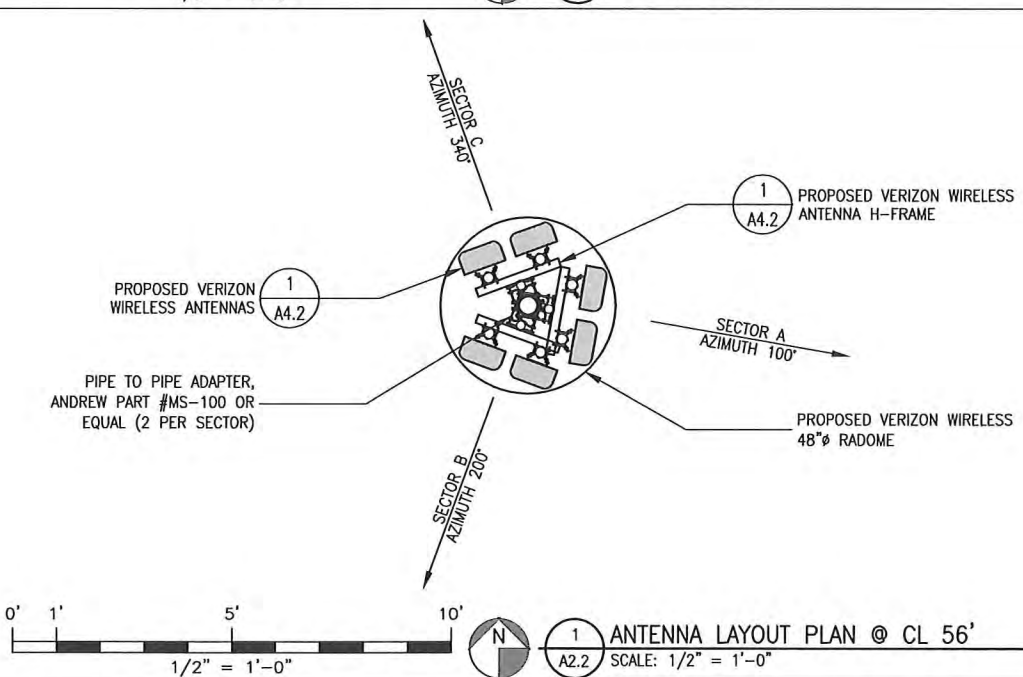 SECTOR C
AZIMUTH 340°
1
A4.2
PROPOSED VERIZON WIRELESS
ANTENNA H-FRAME
PROPOSED VERIZON
WIRELESS ANTENNAS
1
A4.2
SECTOR A
AZIMUTH 100°
PIPE TO PIPE ADAPTER,
ANDREW PART #MS-100 OR
EQUAL (2 PER SECTOR)
PROPOSED VERIZON WIRELESS
48"ø RADOME
SECTOR B
AZIMUTH 200°
0' 1' 5' 10'
1/2" = 1'-0"
N
1
A2.2
ANTENNA LAYOUT PLAN @ CL 56'
SCALE: 1/2" = 1'-0"